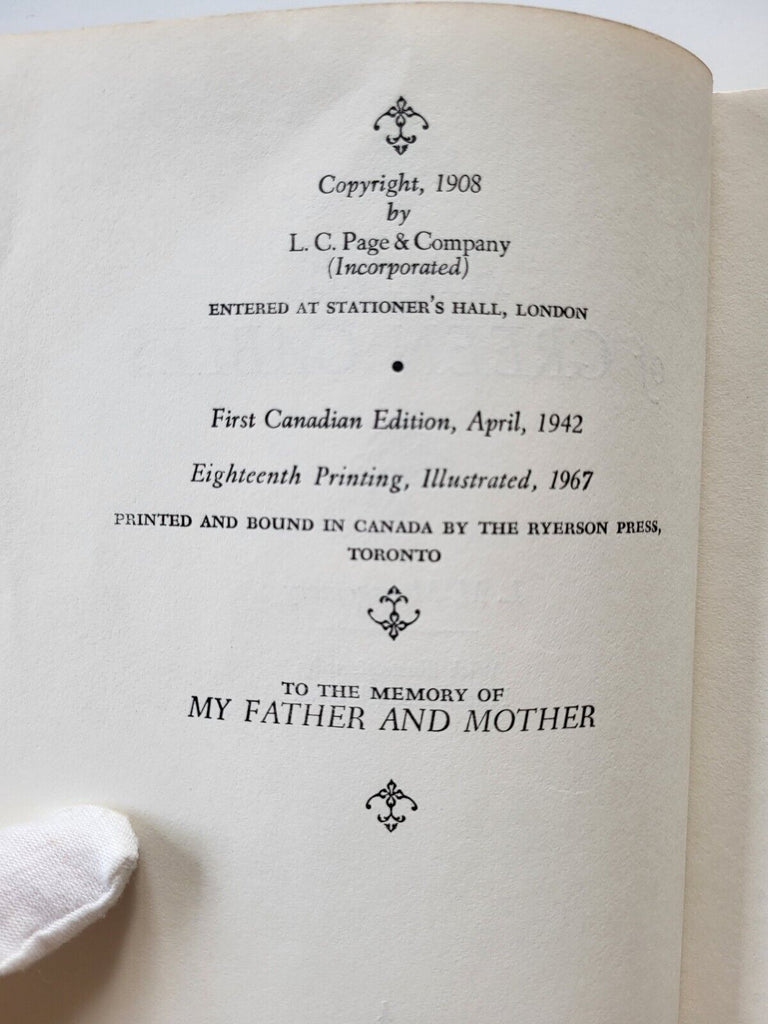 Copyright, 1908
by
L. C. Page & Company
(Incorporated)
ENTERED AT STATIONER'S HALL, LONDON
First Canadian Edition, April, 1942
Eighteenth Printing, Illustrated, 1967
PRINTED AND BOUND IN CANADA BY THE RYERSON PRESS,
TORONTO
TO THE MEMORY OF
MY FATHER AND MOTHER